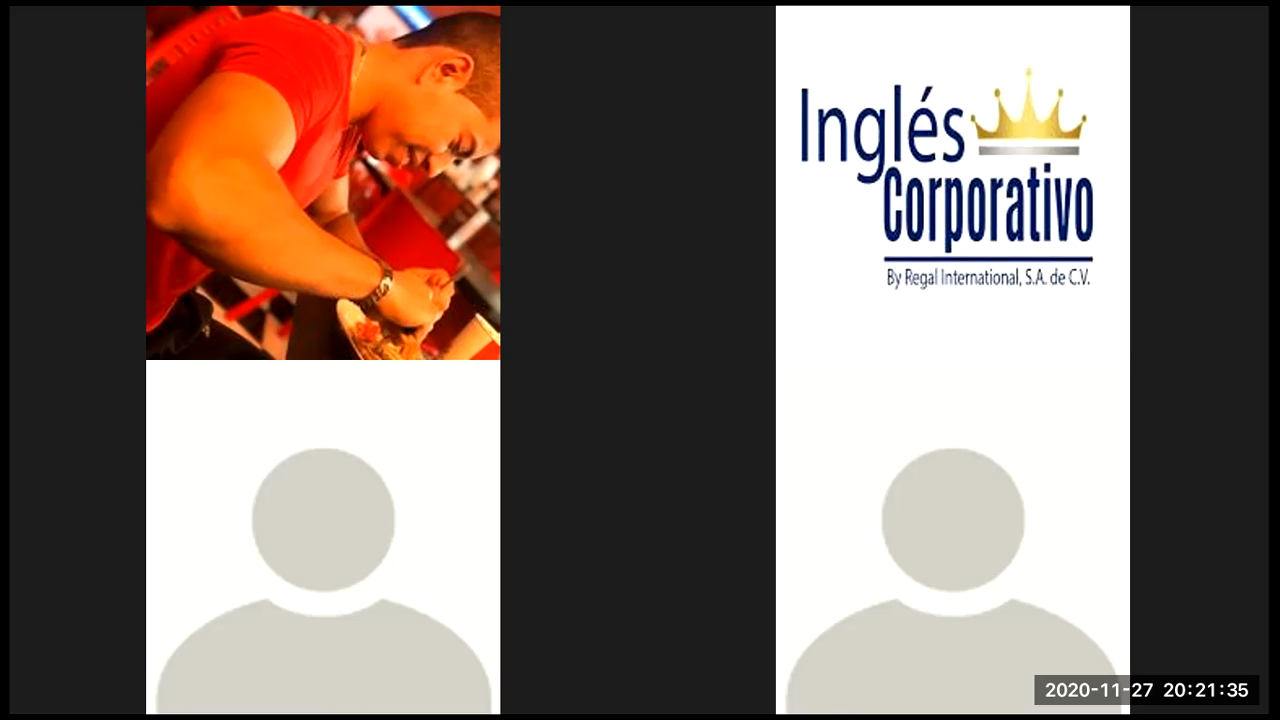 Inglés
Corporativo
By Regal International, S.A. de C.V.
2020-11-27 20:21:35